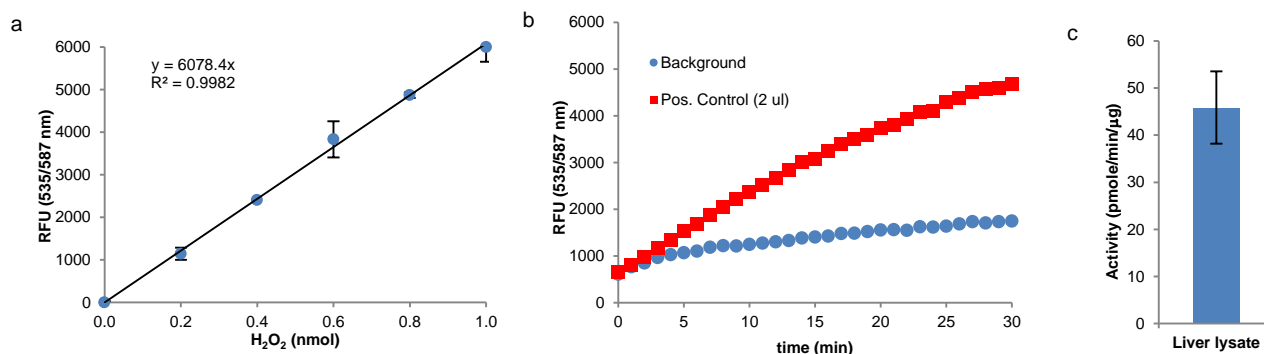 a
y = 6078.4x
R² = 0.9982
RFU (535/587 nm)
6000
5000
4000
3000
2000
1000
0
0.0 0.2 0.4 0.6 0.8 1.0
H₂O₂ (nmol)
b
Background
Pos. Control (2 ul)
RFU (535/587 nm)
6000
5000
4000
3000
2000
1000
0
0 5 10 15 20 25 30
time (min)
c
Activity (pmole/min/µg)
60
50
40
30
20
10
0
Liver lysate